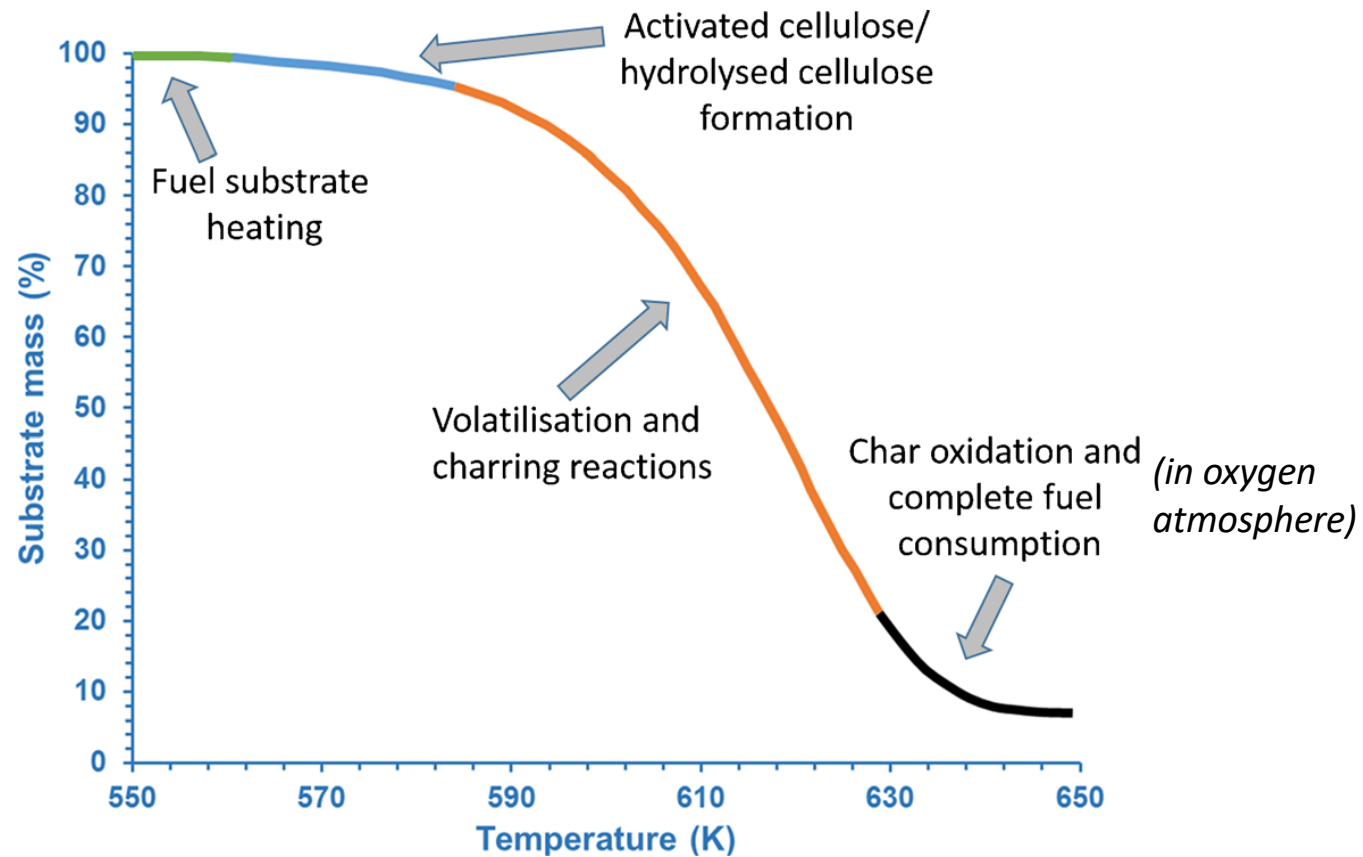 Activated cellulose/
hydrolysed cellulose
formation
Fuel substrate
heating
Volatilisation and
charring reactions
Char oxidation and
complete fuel
consumption
(in oxygen
atmosphere)
Substrate mass (%)
100
90
80
70
60
50
40
30
20
10
0
550 570 590 610 630 650
Temperature (K)